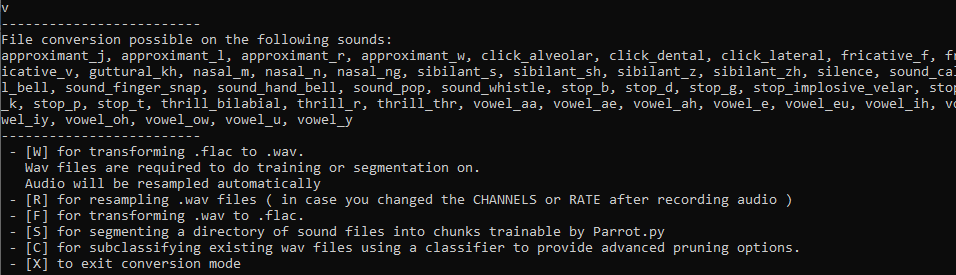 v
-------------------------
File conversion possible on the following sounds:
approximant_j, approximant_l, approximant_r, approximant_w, click_alveolar, click_dental, click_lateral, fricative_f, fr
icative_v, guttural_kh, nasal_m, nasal_n, nasal_ng, sibilant_s, sibilant_sh, sibilant_z, sibilant_zh, silence, sound_cal
l_bell, sound_finger_snap, sound_hand_bell, sound_pop, sound_whistle, stop_b, stop_d, stop_g, stop_implosive_velar, stop
_k, stop_p, stop_t, thrill_bilabial, thrill_r, thrill_thr, vowel_aa, vowel_ae, vowel_ah, vowel_e, vowel_eu, vowel_ih, vo
wel_iy, vowel_oh, vowel_ow, vowel_u, vowel_y
-------------------------
- [W] for transforming .flac to .wav.
Wav files are required to do training or segmentation on.
Audio will be resampled automatically
- [R] for resampling .wav files ( in case you changed the CHANNELS or RATE after recording audio )
- [F] for transforming .wav to .flac.
- [S] for segmenting a directory of sound files into chunks trainable by Parrot.py
- [C] for subclassifying existing wav files using a classifier to provide advanced pruning options.
- [X] to exit conversion mode